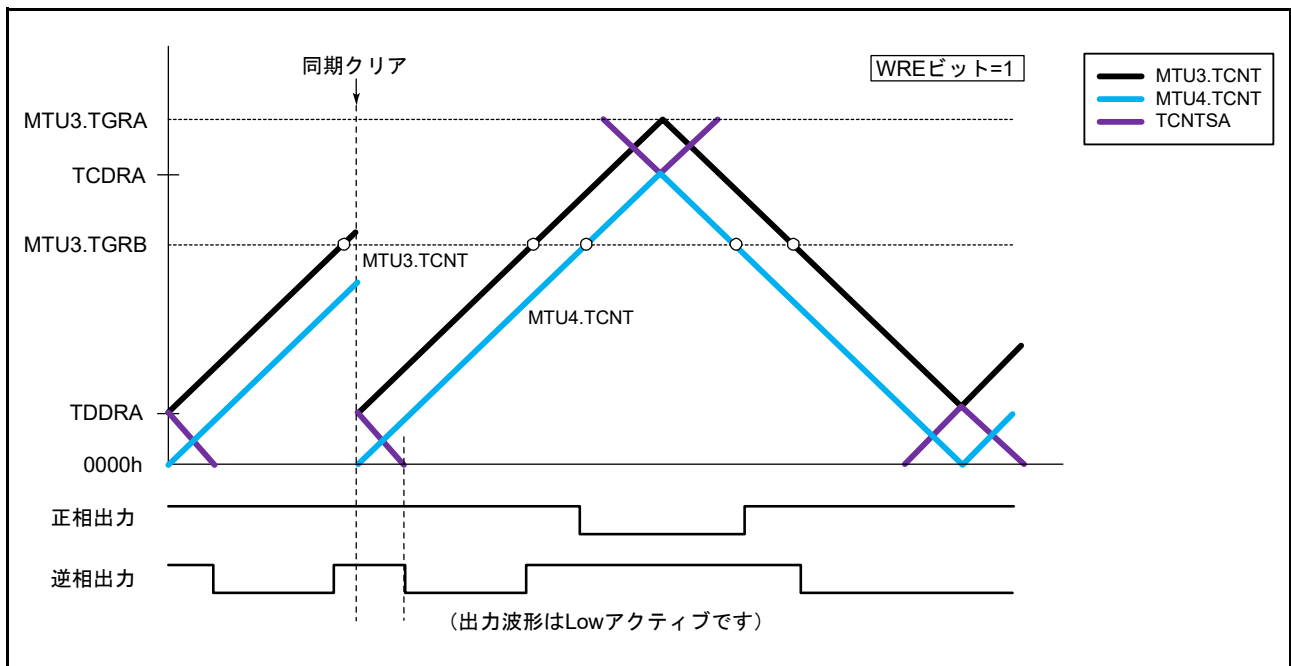 同期クリア
WREビット=1
MTU3.TCNT
MTU4.TCNT
TCNTSA
MTU3.TGRA
TCDRA
MTU3.TGRB
MTU3.TCNT
MTU4.TCNT
TDDRA
0000h
正相出力
逆相出力
（出力波形はLowアクティブです）